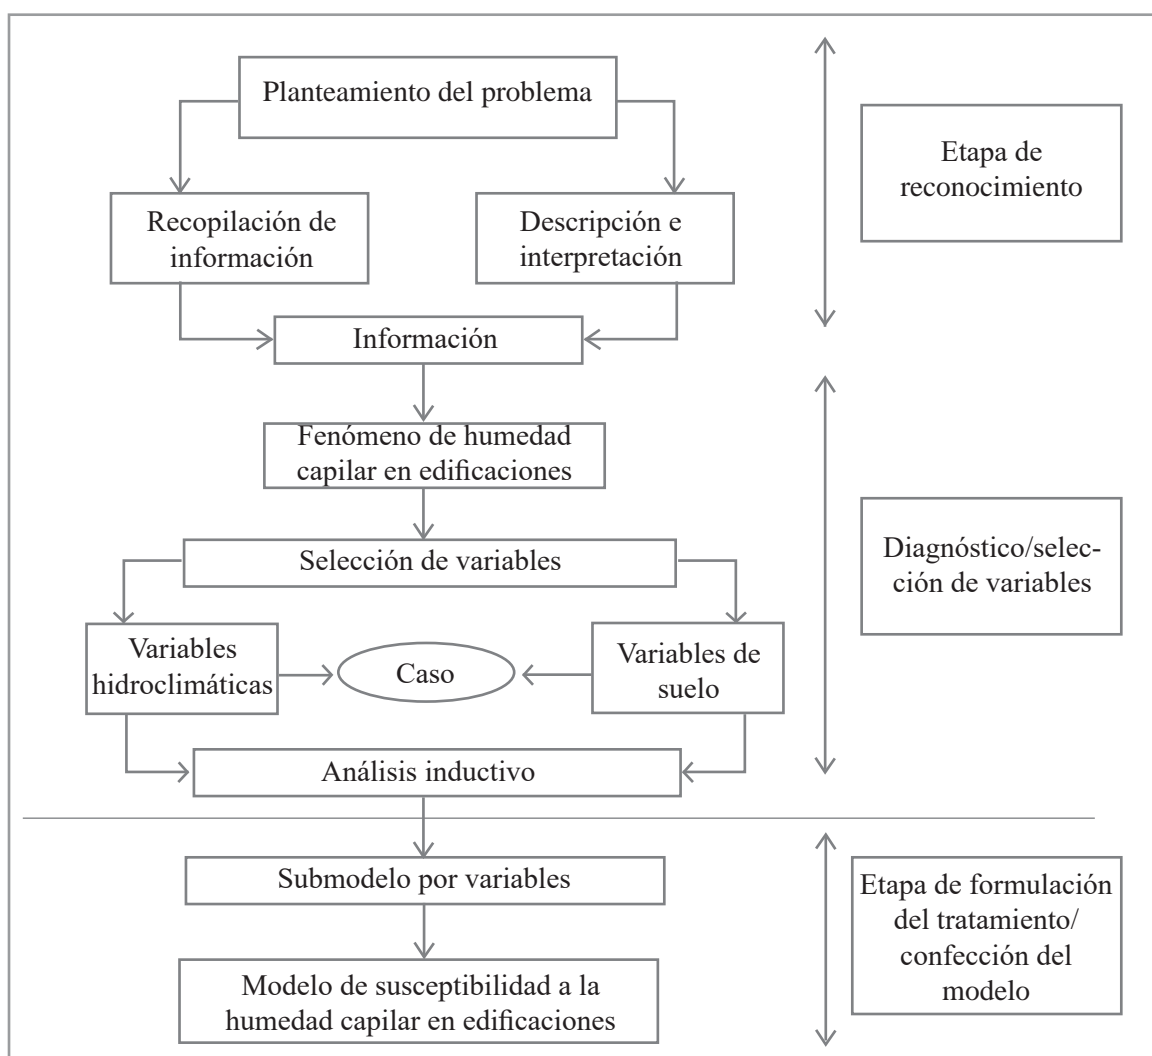 Planteamiento del problema
Recopilación de
información
Descripción e
interpretación
Información
Etapa de
reconocimiento
Fenómeno de humedad
capilar en edificaciones
Selección de variables
Variables
hidroclimáticas
Caso
Variables de
suelo
Análisis inductivo
Diagnóstico/selec-
ción de variables
Submodelo por variables
Modelo de susceptibilidad a la
humedad capilar en edificaciones
Etapa de formulación
del tratamiento/
confección del
modelo